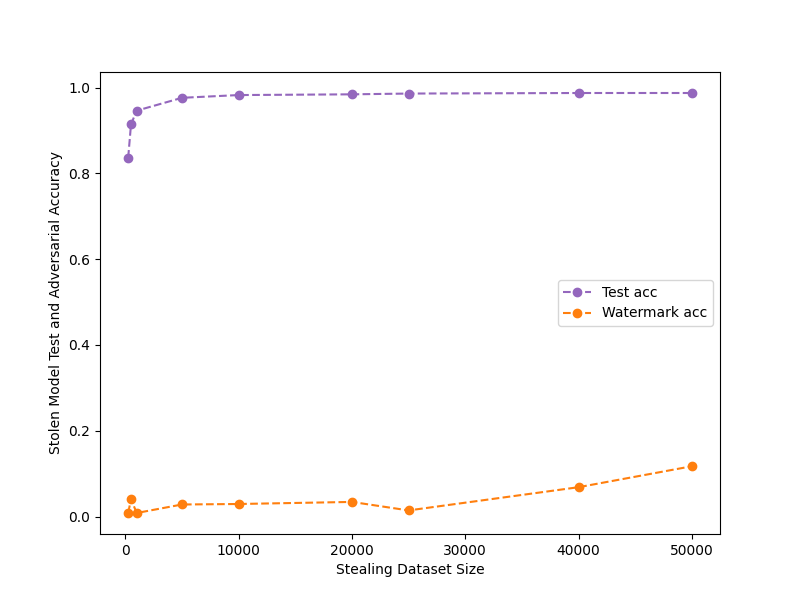 1.0
0.8
0.6
0.4
0.2
0.0
Stolen Model Test and Adversarial Accuracy
Test acc
Watermark acc
0 10000 20000 30000 40000 50000
Stealing Dataset Size